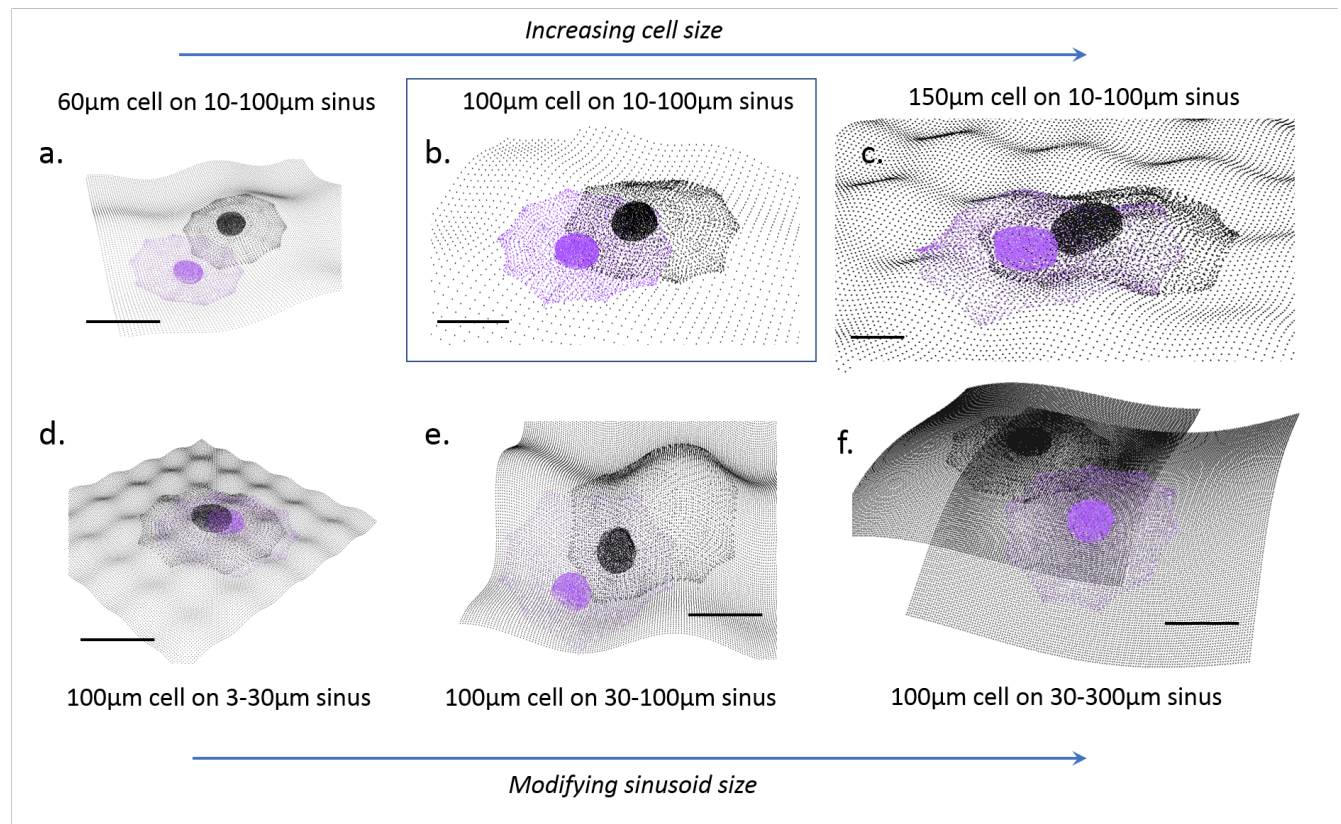 Increasing cell size
60µm cell on 10-100µm sinus
100µm cell on 10-100µm sinus
150µm cell on 10-100µm sinus
a.
b.
c.
d.
e.
f.
100µm cell on 3-30µm sinus
100µm cell on 30-100µm sinus
100µm cell on 30-300µm sinus
Modifying sinusoid size